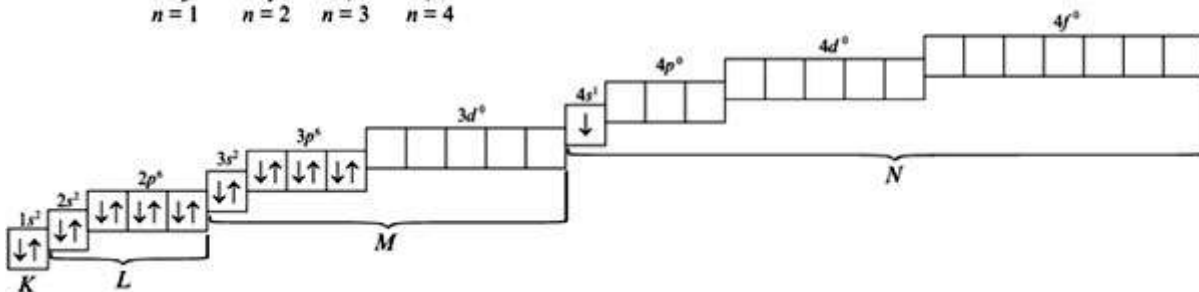 n = 1 n = 2 n = 3 n = 4
4f⁰
4d⁰
4p⁰
4s¹
↓
3d⁰
3p⁶
3s²
↓↑ ↓↑ ↓↑
↓↑
2p⁶
2s²
↓↑ ↓↑ ↓↑
↓↑
1s²
↓↑
K
L
M
N